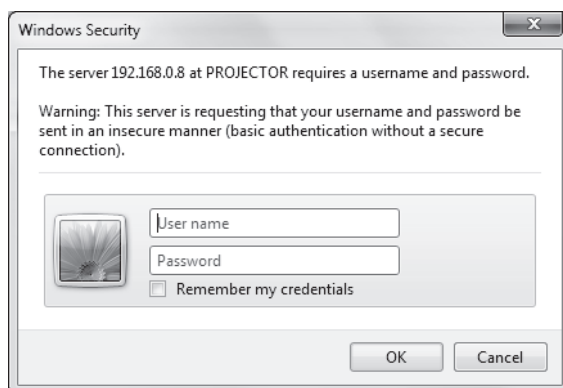 Windows Security
x
The server 192.168.0.8 at PROJECTOR requires a username and password.
Warning: This server is requesting that your username and password be
sent in an insecure manner (basic authentication without a secure
connection).
User name
Password
Remember my credentials
OK
Cancel